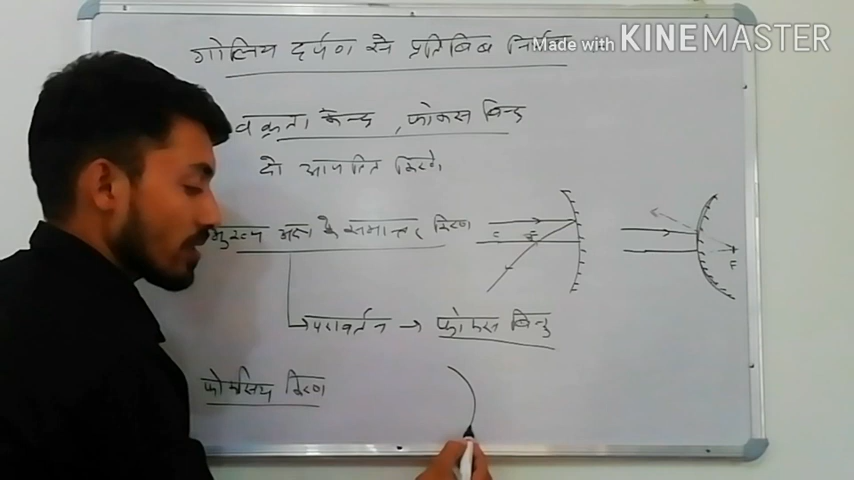 गोलिय दर्पण से प्रतिबिंब निर्माण
Made with KINEMASTER
वक्रता केन्द्र , फोकस बिन्दु
दो आपतित किरणे
मुख्य अक्ष के समान्तर किरण
C F
F
परावर्तन → फोकस बिन्दु
फोकसिय किरण